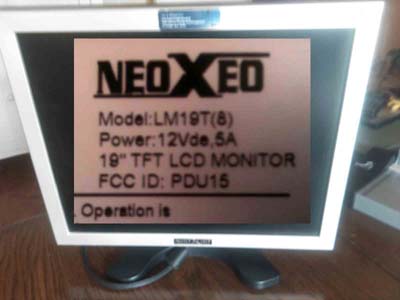 NEOXEO
Model:LM19T(8)
Power:12Vdc,5A
19" TFT LCD MONITOR
FCC ID: PDU15
Operation is